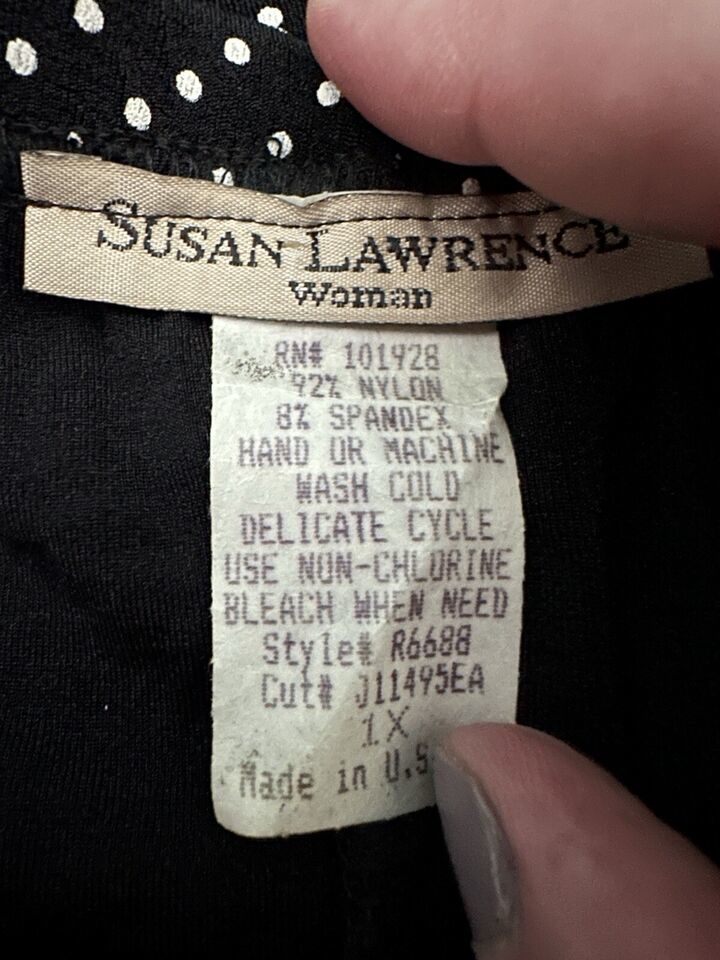 SUSAN LAWRENCE
Woman
RN# 101928
92% NYLON
8% SPANDEX
HAND OR MACHINE
WASH COLD
DELICATE CYCLE
USE NON-CHLORINE
BLEACH WHEN NEED
Style# R6688
Cut# J11495EA
1X
Made in U.S